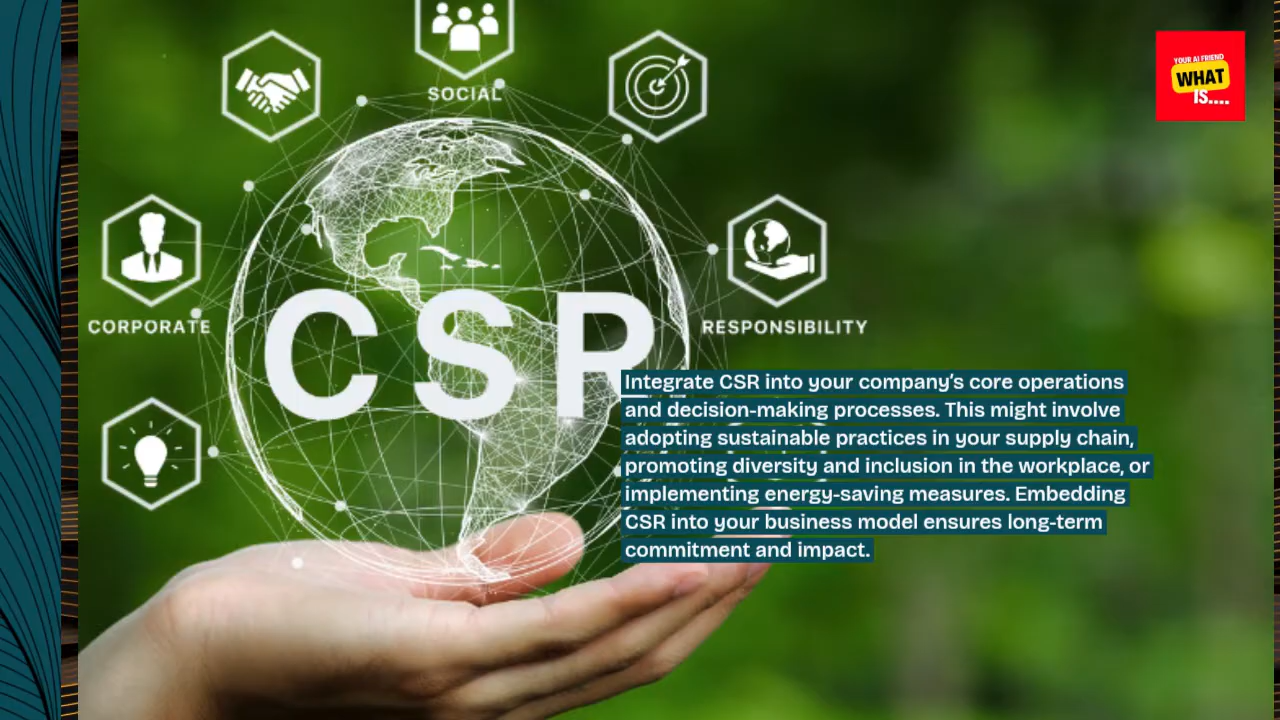 SOCIAL
YOUR AI FRIEND
WHAT
IS....
CORPORATE
RESPONSIBILITY
CSR
Integrate CSR into your company's core operations
and decision-making processes. This might involve
adopting sustainable practices in your supply chain,
promoting diversity and inclusion in the workplace, or
implementing energy-saving measures. Embedding
CSR into your business model ensures long-term
commitment and impact.